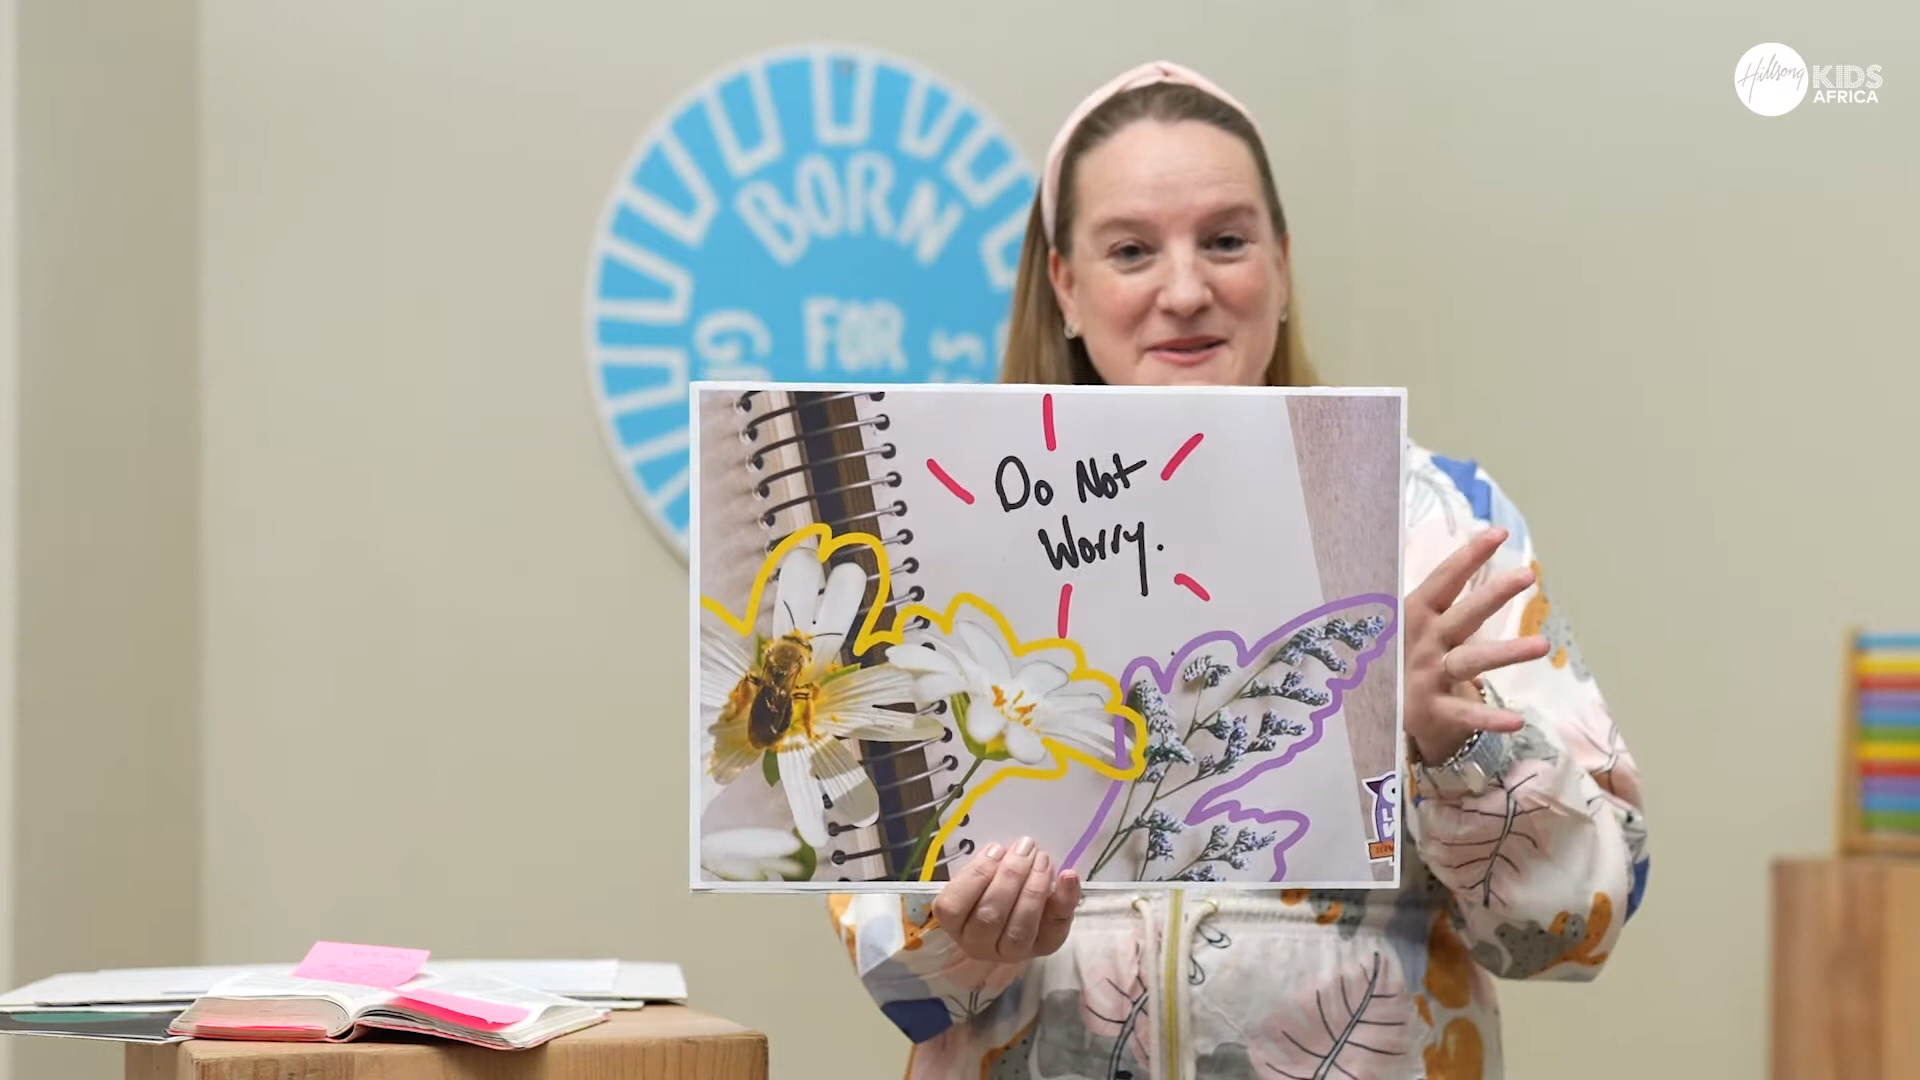 Hillsong
KIDS
AFRICA
BORN
FOR
Do Not
Worry.